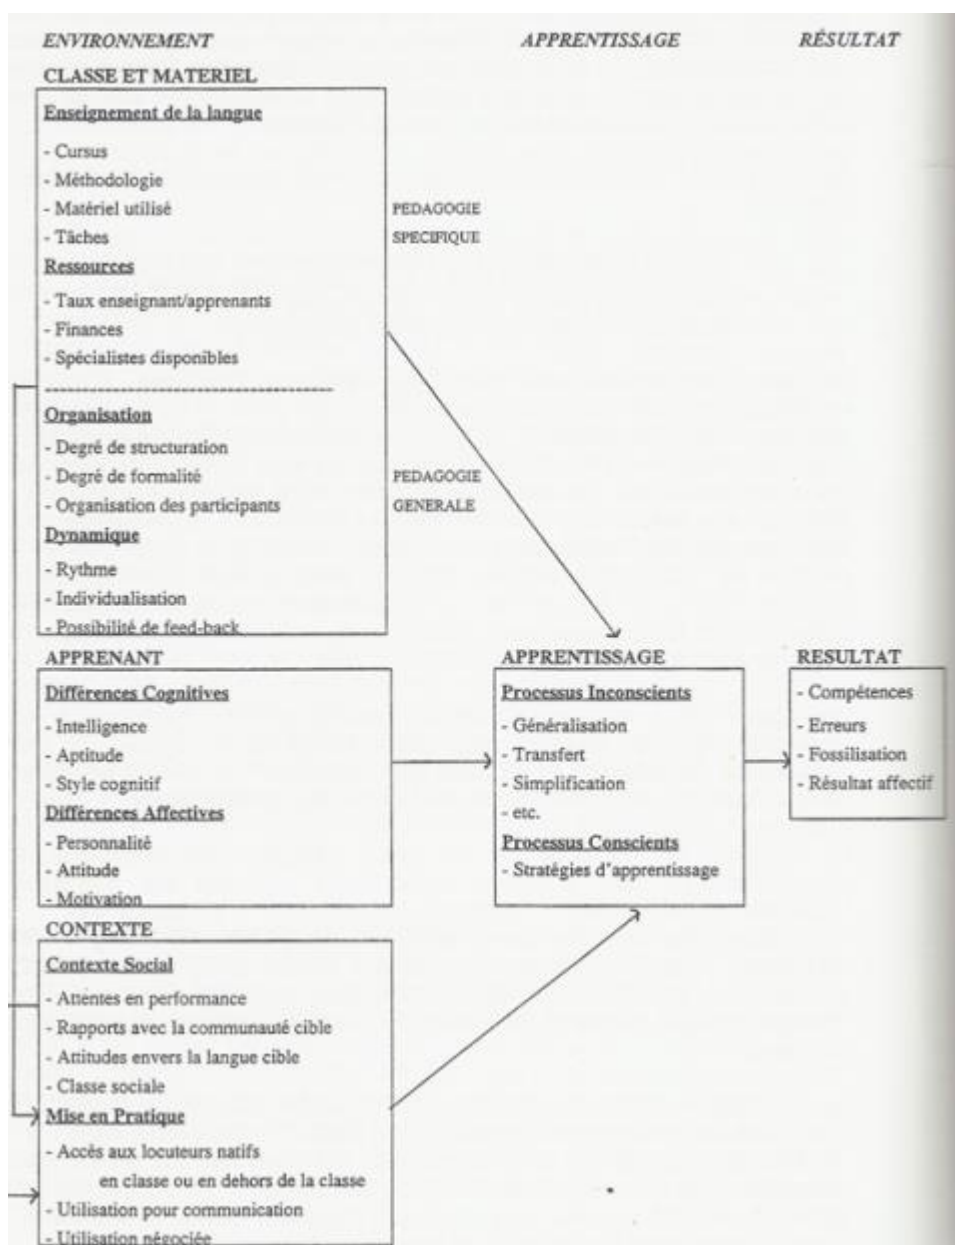 ENVIRONNEMENT APPRENTISSAGE RÉSULTAT
CLASSE ET MATERIEL
Enseignement de la langue
- Cursus
- Méthodologie
- Matériel utilisé PEDAGOGIE
- Tâches SPECIFIQUE
Ressources
- Taux enseignant/apprenants
- Finances
- Spécialistes disponibles
Organisation
- Degré de structuration
- Degré de formalité PEDAGOGIE
- Organisation des participants GENERALE
Dynamique
- Rythme
- Individualisation
- Possibilité de feed-back
APPRENANT
Différences Cognitives
- Intelligence
- Aptitude
- Style cognitif
Différences Affectives
- Personnalité
- Attitude
- Motivation
APPRENTISSAGE
Processus Inconscients
- Généralisation
- Transfert
- Simplification
- etc.
Processus Conscients
- Stratégies d'apprentissage
RESULTAT
- Compétences
- Erreurs
- Fossilisation
- Résultat affectif
CONTEXTE
Contexte Social
- Attentes en performance
- Rapports avec la communauté cible
- Attitudes envers la langue cible
- Classe sociale
Mise en Pratique
- Accès aux locuteurs natifs
en classe ou en dehors de la classe
- Utilisation pour communication
- Utilisation négociée